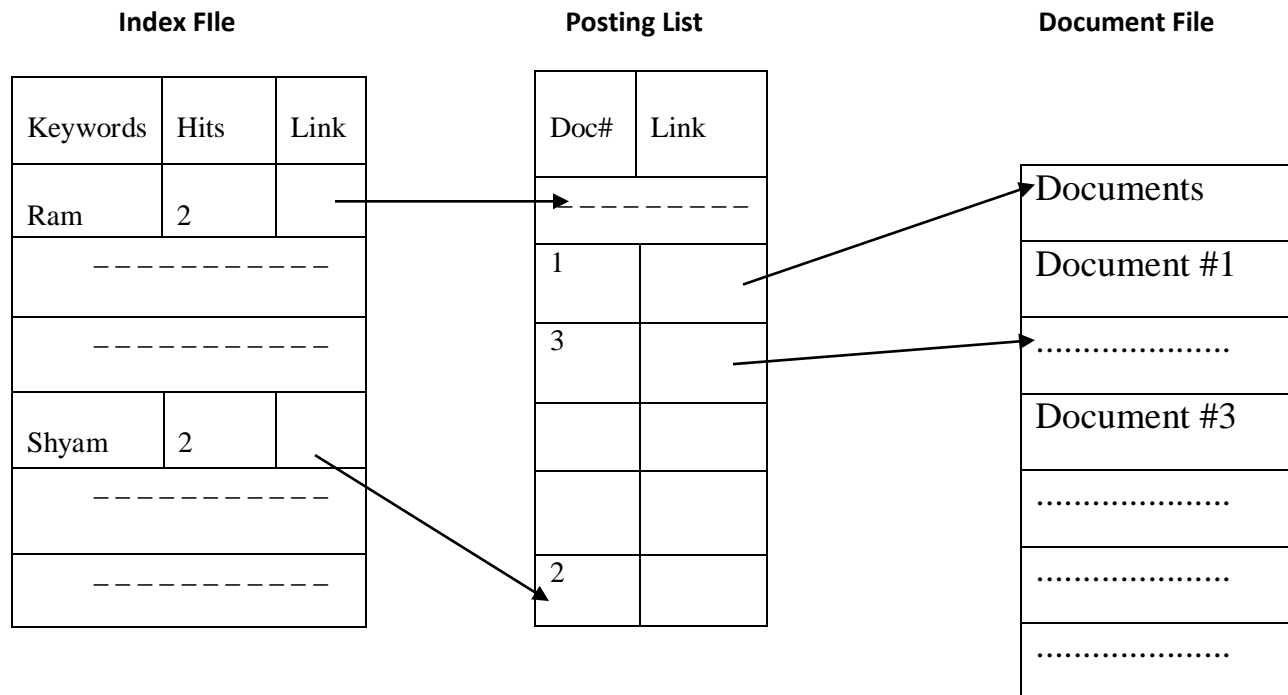 Index FIle
Posting List
Document File
Keywords Hits Link
Ram 2
_ _ _ _ _ _ _ _ _ _ _
_ _ _ _ _ _ _ _ _ _ _
Shyam 2
_ _ _ _ _ _ _ _ _ _ _
_ _ _ _ _ _ _ _ _ _ _
Doc# Link
_ _ _ _ _ _ _ _ _
1
3
2
Documents
Document #1
.....................
Document #3
.....................
.....................
.....................